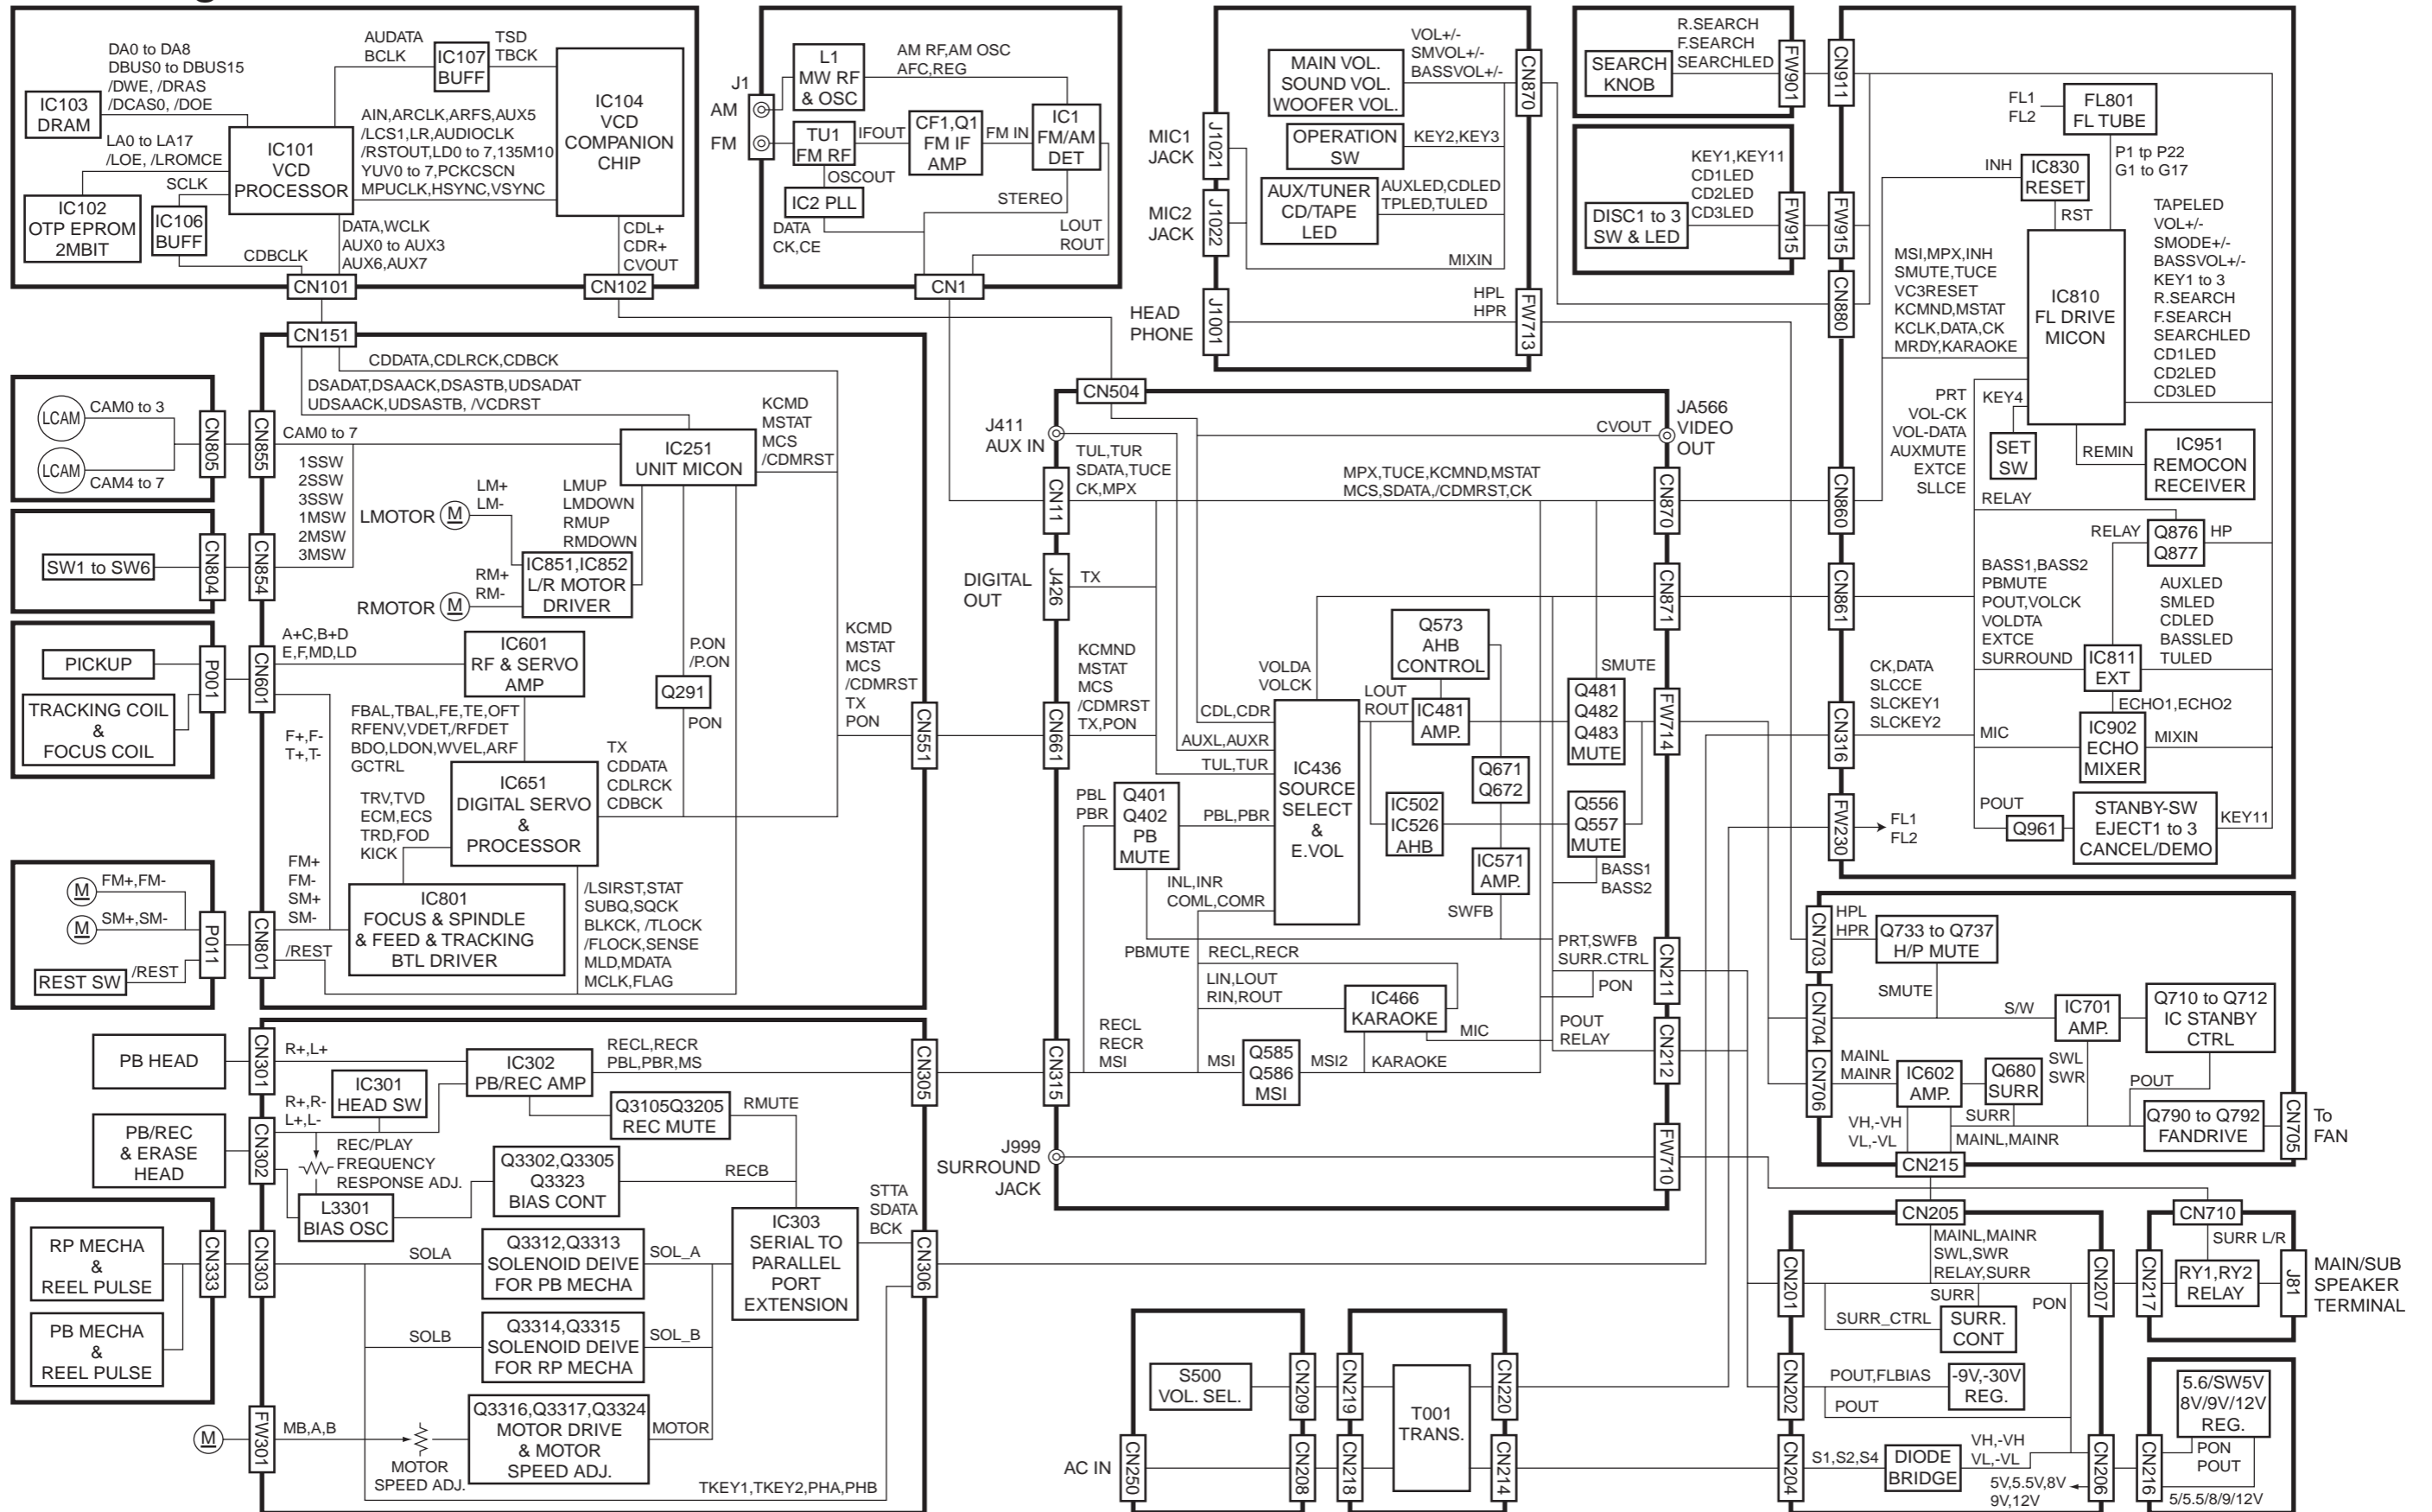 DA0 to DA8
DBUS0 to DBUS15
/DWE, /DRAS
/DCAS0, /DOE
IC103
DRAM
LA0 to LA17
/LOE, /LROMCE
SCLK
IC102
OTP EPROM
2MBIT
IC106
BUFF
CDBCLK
IC101
VCD
PROCESSOR
AUDATA
BCLK
IC107
BUFF
TSD
TBCK
AIN,ARCLK,ARFS,AUX5
/LCS1,LR,AUDIOCLK
/RSTOUT,LD0 to 7,135M10
YUV0 to 7,PCKCSCN
MPUCLK,HSYNC,VSYNC
DATA,WCLK
AUX0 to AUX3
AUX6,AUX7
IC104
VCD
COMPANION
CHIP
CDL+
CDR+
CVOUT
CN101
CN102
J1
AM
FM
L1
MW RF
& OSC
AM RF,AM OSC
AFC,REG
TU1
FM RF
IFOUT
CF1,Q1
FM IF
AMP
FM IN
IC1
FM/AM
DET
OSCOUT
IC2 PLL
STEREO
DATA
CK,CE
LOUT
ROUT
CN1
MIC1
JACK
J1021
MIC2
JACK
J1022
HEAD
PHONE
J1001
MAIN VOL.
SOUND VOL.
WOOFER VOL.
VOL+/-
SMVOL+/-
BASSVOL+/-
OPERATION
SW
KEY2,KEY3
AUX/TUNER
CD/TAPE
LED
AUXLED,CDLED
TPLED,TULED
MIXIN
HPL
HPR
CN870
FW713
SEARCH
KNOB
R.SEARCH
F.SEARCH
SEARCHLED
FW901
DISC1 to 3
SW & LED
KEY1,KEY11
CD1LED
CD2LED
CD3LED
FW915
CN911
FW915
CN880
FL1
FL2
FL801
FL TUBE
INH
IC830
RESET
P1 tp P22
G1 to G17
RST
MSI,MPX,INH
SMUTE,TUCE
VC3RESET
KCMND,MSTAT
KCLK,DATA,CK
MRDY,KARAOKE
IC810
FL DRIVE
MICON
TAPELED
VOL+/-
SMODE+/-
BASSVOL+/-
KEY1 to 3
R.SEARCH
F.SEARCH
SEARCHLED
CD1LED
CD2LED
CD3LED
PRT
VOL-CK
VOL-DATA
AUXMUTE
EXTCE
SLLCE
KEY4
SET
SW
REMIN
IC951
REMOCON
RECEIVER
RELAY
RELAY
Q876
Q877
HP
BASS1,BASS2
PBMUTE
POUT,VOLCK
VOLDTA
EXTCE
SURROUND
IC811
EXT
AUXLED
SMLED
CDLED
BASSLED
TULED
CK,DATA
SLCCE
SLCKEY1
SLCKEY2
ECHO1,ECHO2
MIC
IC902
ECHO
MIXER
MIXIN
POUT
Q961
STANBY-SW
EJECT1 to 3
CANCEL/DEMO
KEY11
FL1
FL2
CN860
CN861
CN316
FW230
CN151
CDDATA,CDLRCK,CDBCK
DSADAT,DSAACK,DSASTB,UDSADAT
UDSAACK,UDSASTB, /VCDRST
LCAM
CAM0 to 3
LCAM
CAM4 to 7
CN805
CN855
CAM0 to 7
1SSW
2SSW
3SSW
1MSW
2MSW
3MSW
SW1 to SW6
CN804
CN854
IC251
UNIT MICON
KCMD
MSTAT
MCS
/CDMRST
LMOTOR
M
LM+
LM-
LMUP
LMDOWN
RMUP
RMDOWN
RMOTOR
M
RM+
RM-
IC851,IC852
L/R MOTOR
DRIVER
PICKUP
TRACKING COIL
&
FOCUS COIL
P001
CN601
A+C,B+D
E,F,MD,LD
IC601
RF & SERVO
AMP
P.ON
/P.ON
Q291
PON
F+,F-
T+,T-
FBAL,TBAL,FE,TE,OFT
RFENV,VDET,/RFDET
BDO,LDON,WVEL,ARF
GCTRL
TX
CDDATA
CDLRCK
CDBCK
KCMD
MSTAT
MCS
/CDMRST
TX
PON
CN551
TRV,TVD
ECM,ECS
TRD,FOD
KICK
IC651
DIGITAL SERVO
&
PROCESSOR
M
FM+,FM-
M
SM+,SM-
REST SW
/REST
P011
CN801
FM+
FM-
SM+
SM-
/REST
IC801
FOCUS & SPINDLE
& FEED & TRACKING
BTL DRIVER
/LSIRST,STAT
SUBQ,SQCK
BLKCK, /TLOCK
/FLOCK,SENSE
MLD,MDATA
MCLK,FLAG
CN504
J411
AUX IN
JA566
VIDEO
OUT
CVOUT
TUL,TUR
SDATA,TUCE
CK,MPX
CN11
MPX,TUCE,KCMND,MSTAT
MCS,SDATA,/CDMRST,CK
CN870
DIGITAL
OUT
J426
TX
CN871
KCMND
MSTAT
MCS
/CDMRST
TX,PON
CN661
VOLDA
VOLCK
Q573
AHB
CONTROL
SMUTE
CDL,CDR
AUXL,AUXR
TUL,TUR
LOUT
ROUT
IC481
AMP.
Q481
Q482
Q483
MUTE
FW714
IC436
SOURCE
SELECT
&
E.VOL
Q671
Q672
PBL
PBR
Q401
Q402
PB
MUTE
PBL,PBR
IC502
IC526
AHB
Q556
Q557
MUTE
IC571
AMP.
BASS1
BASS2
INL,INR
COML,COMR
SWFB
PBMUTE
RECL,RECR
PRT,SWFB
SURR.CTRL
CN211
LIN,LOUT
RIN,ROUT
IC466
KARAOKE
PON
MIC
POUT
RELAY
CN212
RECL
RECR
MSI
CN315
MSI
Q585
Q586
MSI
MSI2
KARAOKE
J999
SURROUND
JACK
FW710
PB HEAD
CN301
R+,L+
IC302
PB/REC AMP
RECL,RECR
PBL,PBR,MS
CN305
IC301
HEAD SW
R+,R-
L+,L-
PB/REC
& ERASE
HEAD
CN302
Q3105Q3205
REC MUTE
RMUTE
REC/PLAY
FREQUENCY
RESPONSE ADJ.
L3301
BIAS OSC
Q3302,Q3305
Q3323
BIAS CONT
RECB
STTA
SDATA
BCK
RP MECHA
&
REEL PULSE
PB MECHA
&
REEL PULSE
CN333
CN303
SOLA
Q3312,Q3313
SOLENOID DEIVE
FOR PB MECHA
SOL_A
IC303
SERIAL TO
PARALLEL
PORT
EXTENSION
CN306
SOLB
Q3314,Q3315
SOLENOID DEIVE
FOR RP MECHA
SOL_B
M
FW301
MB,A,B
MOTOR
SPEED ADJ.
Q3316,Q3317,Q3324
MOTOR DRIVE
& MOTOR
SPEED ADJ.
MOTOR
TKEY1,TKEY2,PHA,PHB
CN703
HPL
HPR
Q733 to Q737
H/P MUTE
SMUTE
CN704
S/W
IC701
AMP.
Q710 to Q712
IC STANBY
CTRL
CN706
MAINL
MAINR
IC602
AMP.
Q680
SURR
SWL
SWR
POUT
SURR
VH,-VH
VL,-VL
MAINL,MAINR
Q790 to Q792
FANDRIVE
CN705
To
FAN
CN215
CN205
MAINL,MAINR
SWL,SWR
RELAY,SURR
CN201
SURR
SURR_CTRL
SURR.
CONT
PON
CN207
CN710
SURR L/R
CN217
RY1,RY2
RELAY
J81
MAIN/SUB
SPEAKER
TERMINAL
CN202
POUT,FLBIAS
-9V,-30V
REG.
POUT
CN204
S1,S2,S4
DIODE
BRIDGE
VH,-VH
VL,-VL
5V,5.5V,8V
9V,12V
CN206
CN216
5.6/SW5V
8V/9V/12V
REG.
PON
POUT
5/5.5/8/9/12V
AC IN
CN250
S500
VOL. SEL.
CN209
CN208
CN219
CN218
T001
TRANS.
CN220
CN214